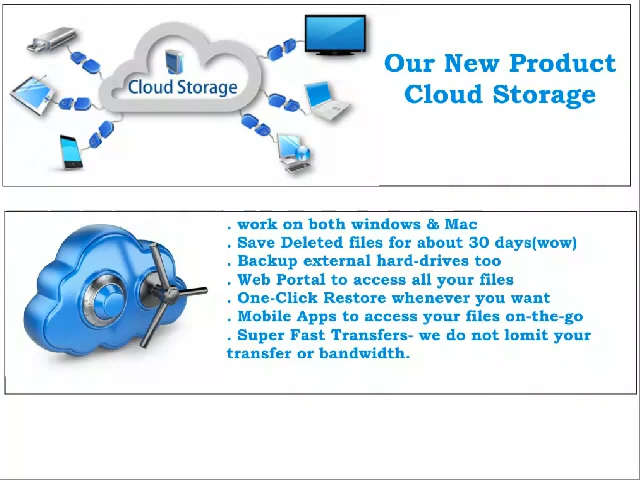 Cloud Storage
Our New Product
Cloud Storage
. work on both windows & Mac
. Save Deleted files for about 30 days(wow)
. Backup external hard-drives too
. Web Portal to access all your files
. One-Click Restore whenever you want
. Mobile Apps to access your files on-the-go
. Super Fast Transfers- we do not lomit your
transfer or bandwidth.